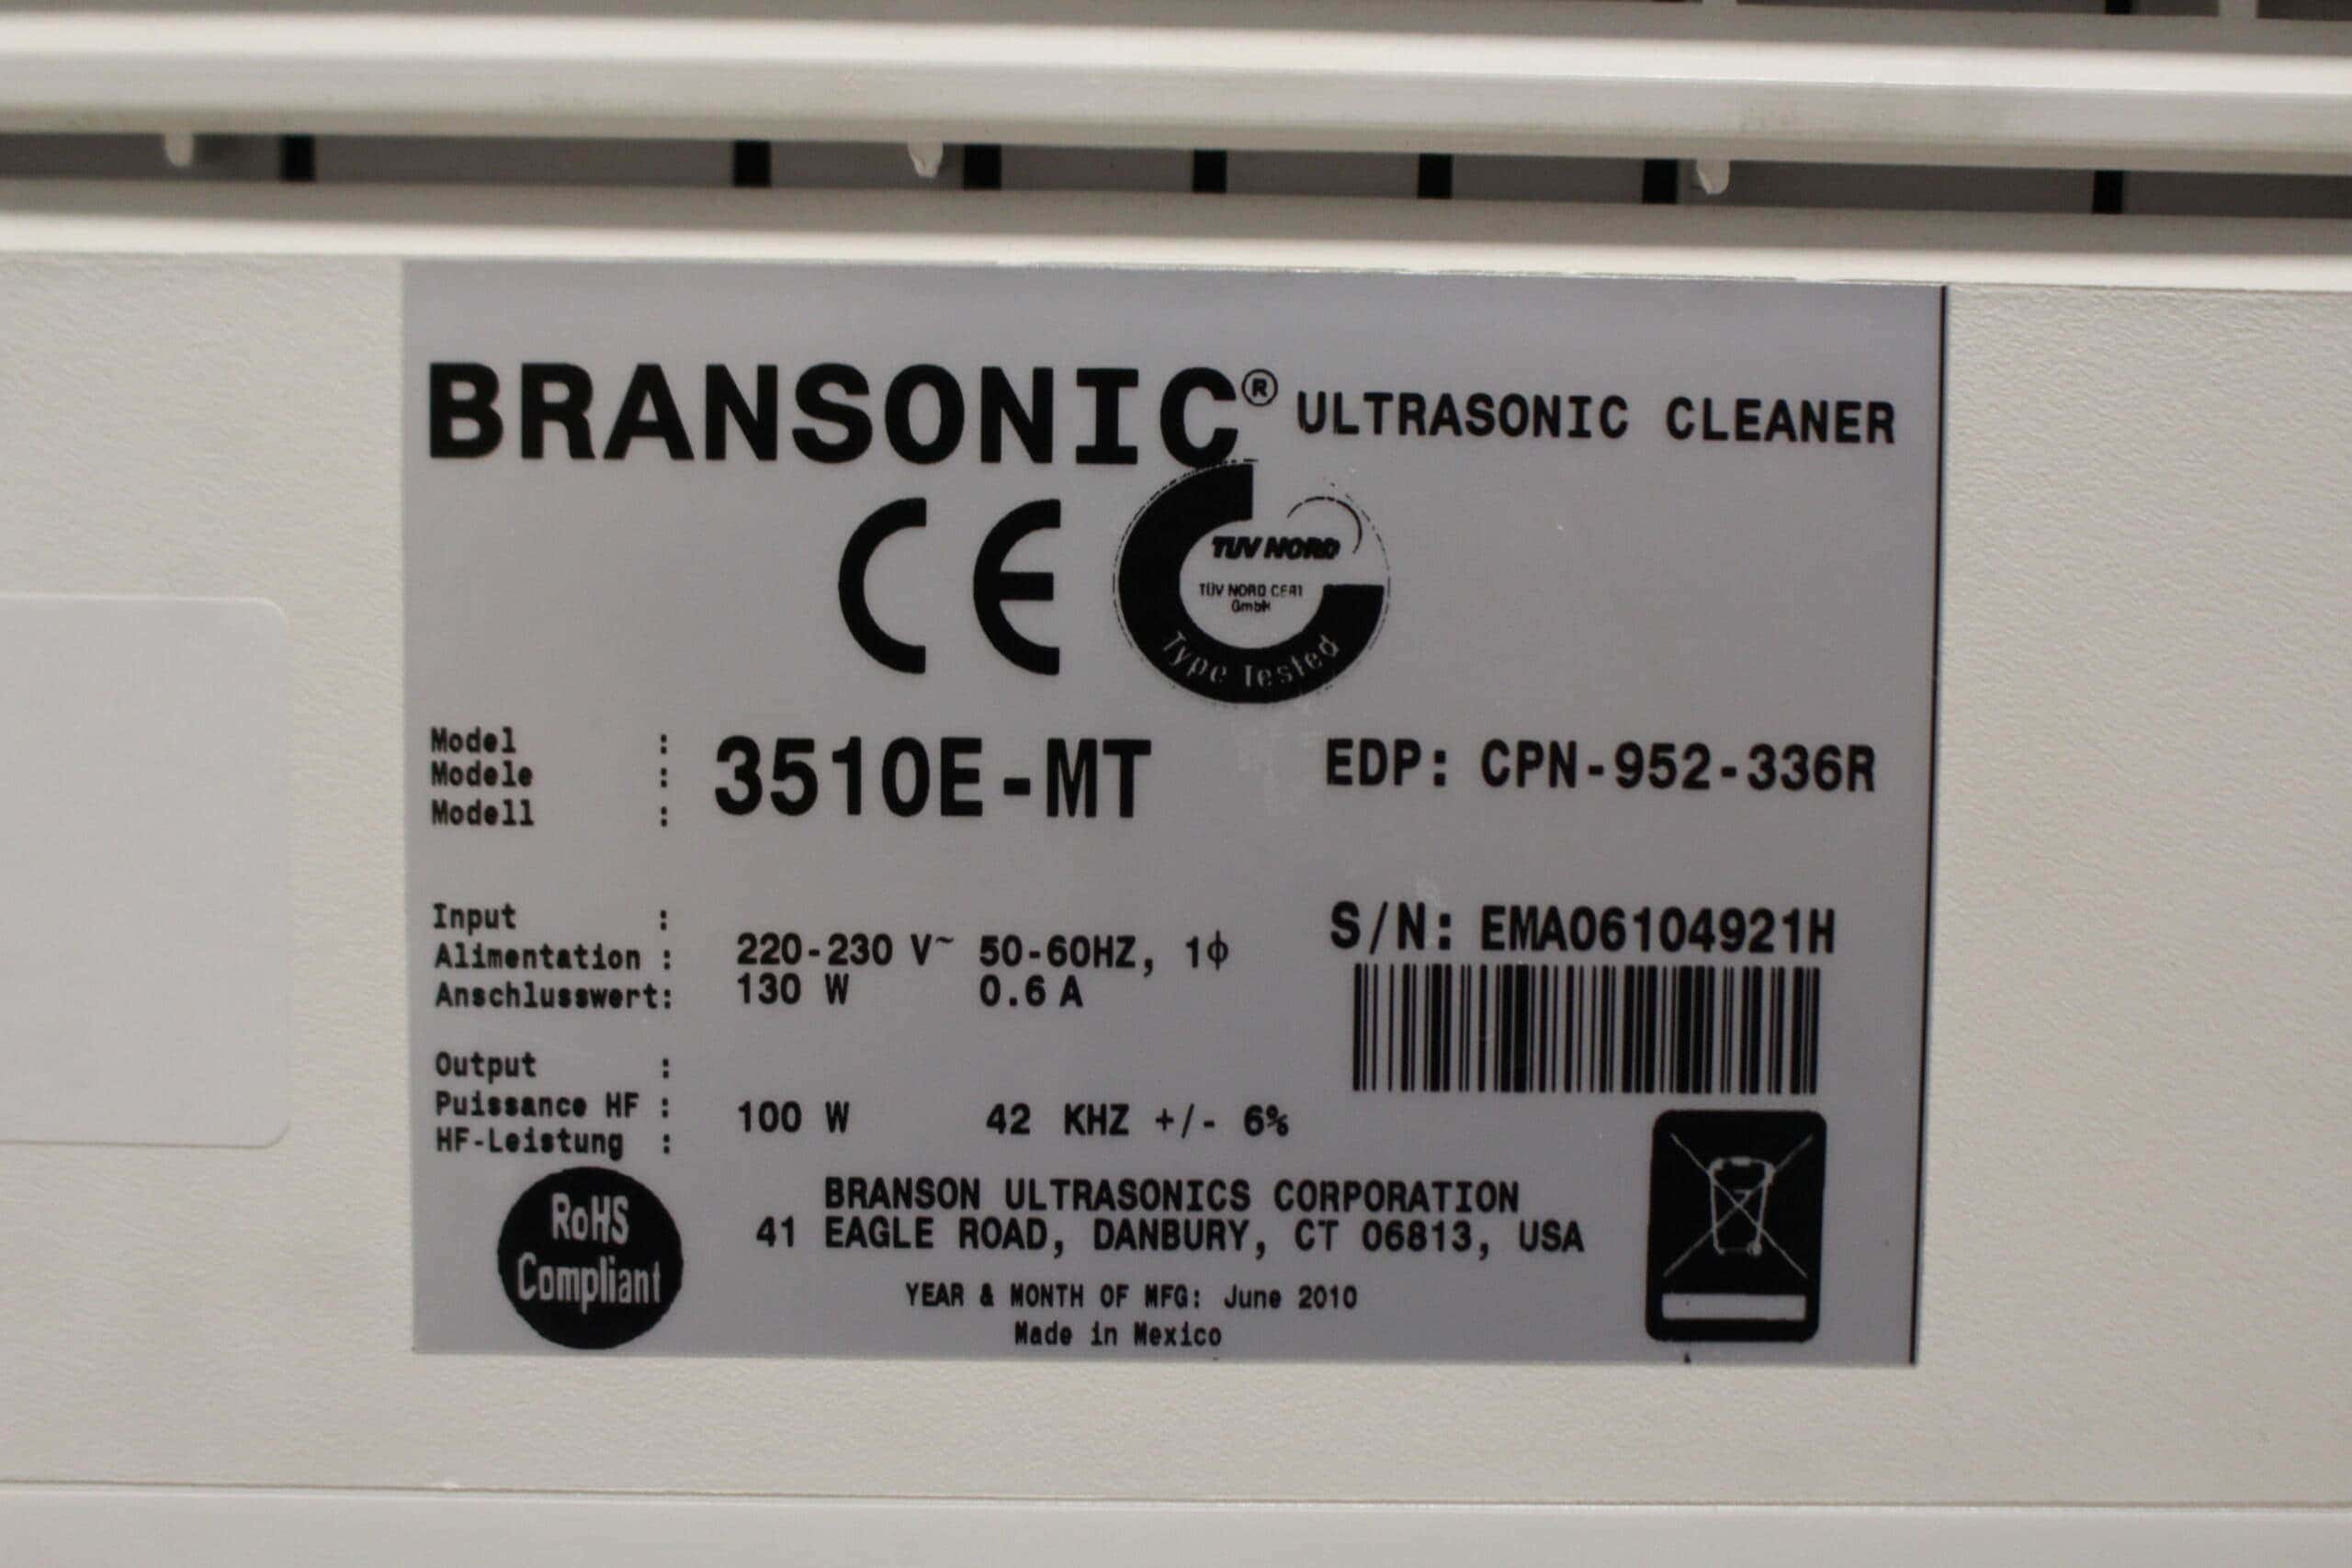 BRANSONIC® ULTRASONIC CLEANER
CE
TUV NORD
TÜV NORD CERT
GmbH
Type Tested
Model :
Modele :
Modell :
3510E-MT
EDP: CPN-952-336R
Input :
Alimentation :
Anschlusswert:
220-230 V~ 50-60HZ, 1ϕ
130 W 0.6 A
S/N: EMA06104921H
Output :
Puissance HF :
HF-Leistung :
100 W 42 KHZ +/- 6%
RoHS
Compliant
BRANSON ULTRASONICS CORPORATION
41 EAGLE ROAD, DANBURY, CT 06813, USA
YEAR & MONTH OF MFG: June 2010
Made in Mexico